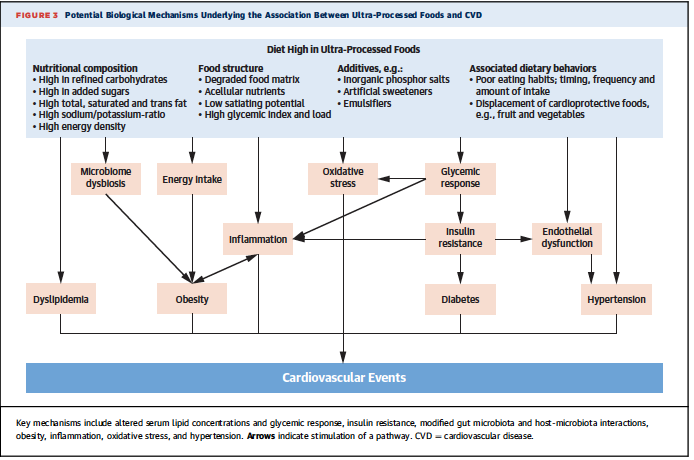 FIGURE 3 Potential Biological Mechanisms Underlying the Association Between Ultra-Processed Foods and CVD
Diet High in Ultra-Processed Foods
Nutritional composition
• High in refined carbohydrates
• High in added sugars
• High total, saturated and trans fat
• High sodium/potassium-ratio
• High energy density
Food structure
• Degraded food matrix
• Acellular nutrients
• Low satiating potential
• High glycemic index and load
Additives, e.g.:
• Inorganic phosphor salts
• Artificial sweeteners
• Emulsifiers
Associated dietary behaviors
• Poor eating habits; timing, frequency and
amount of intake
• Displacement of cardioprotective foods,
e.g., fruit and vegetables
Microbiome
dysbiosis
Energy intake
Oxidative
stress
Glycemic
response
Inflammation
Insulin
resistance
Endothelial
dysfunction
Dyslipidemia
Obesity
Diabetes
Hypertension
Cardiovascular Events
Key mechanisms include altered serum lipid concentrations and glycemic response, insulin resistance, modified gut microbiota and host-microbiota interactions,
obesity, inflammation, oxidative stress, and hypertension. Arrows indicate stimulation of a pathway. CVD = cardiovascular disease.